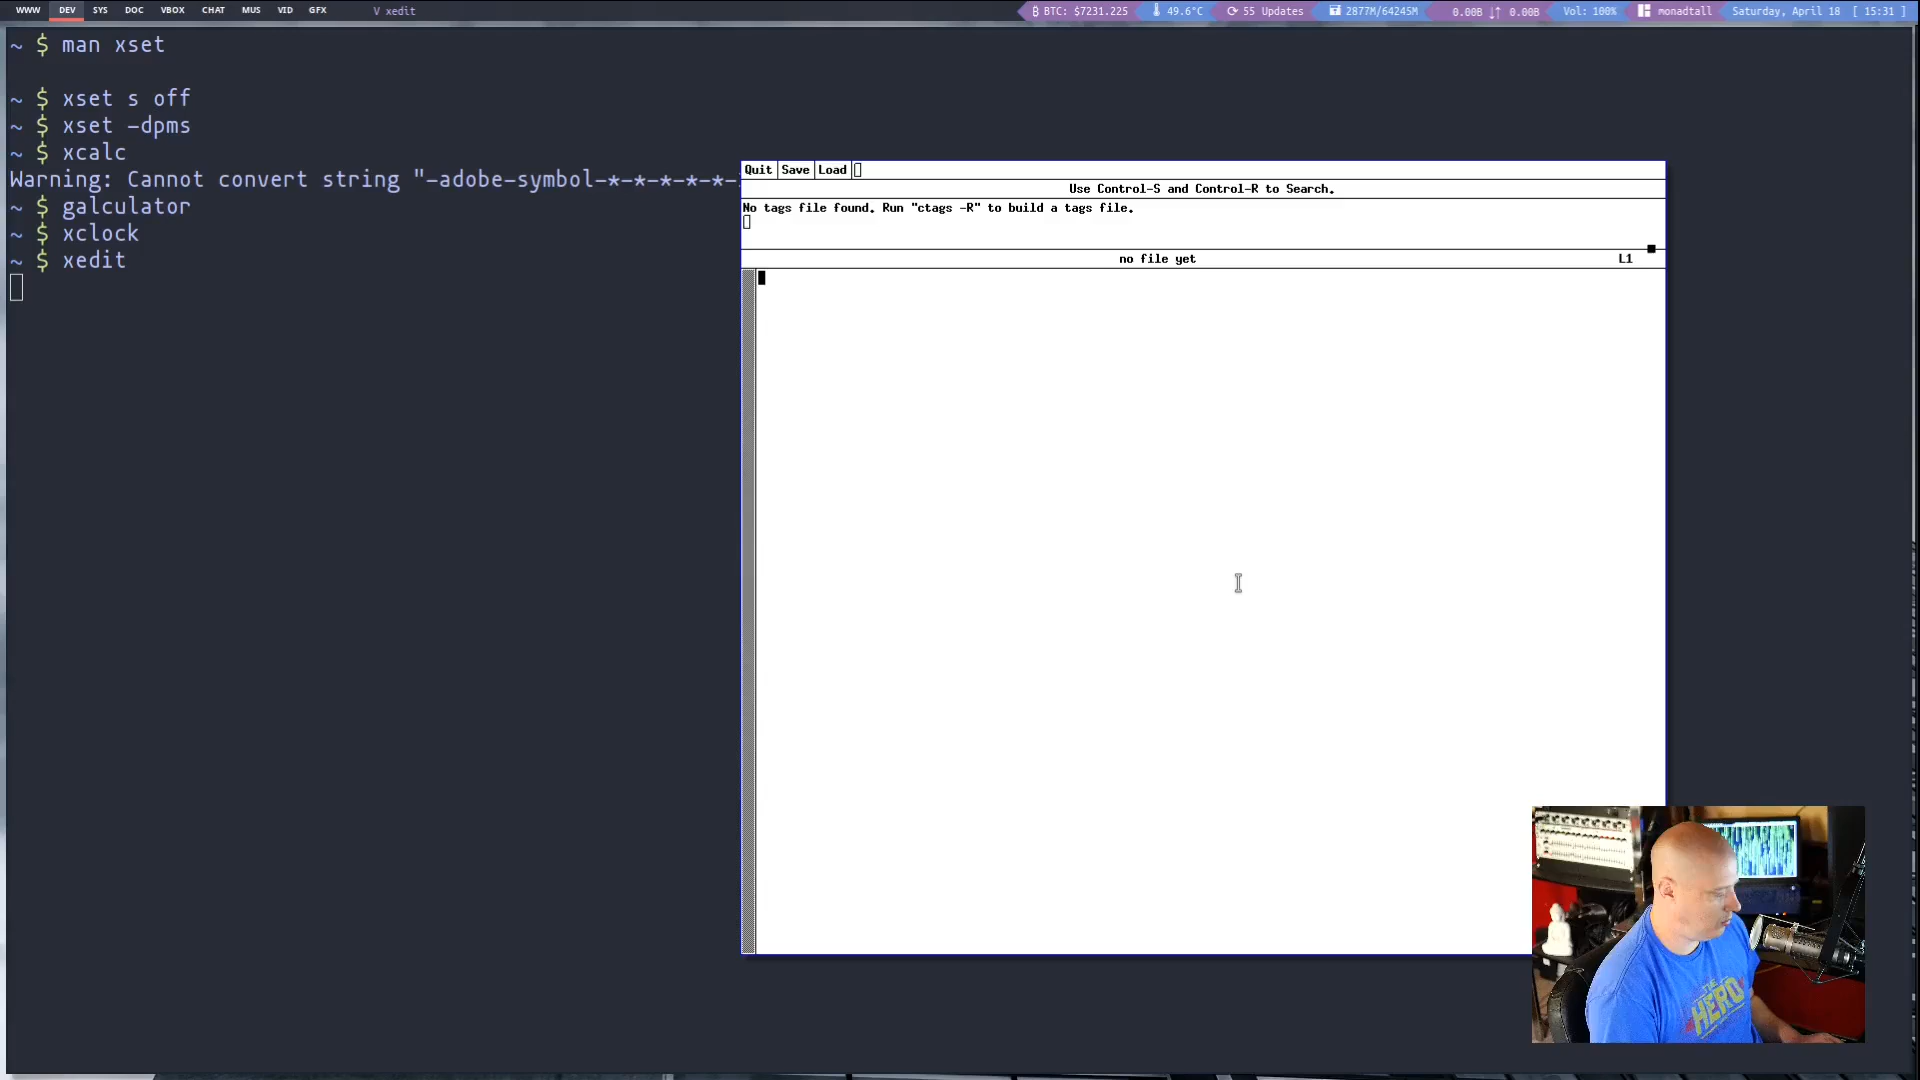 WWW DEV SYS DOC VBOX CHAT MUS VID GFX V xedit ₿ BTC: $7231.225 49.6°C ⟳ 55 Updates 2877M/64245M 0.00B ↓↑ 0.00B Vol: 100% monadtall Saturday, April 18 [ 15:31 ]
~ $ man xset
~ $ xset s off
~ $ xset -dpms
~ $ xcalc
Warning: Cannot convert string "-adobe-symbol-*-*-*-*-*-
~ $ galculator
~ $ xclock
~ $ xedit
Quit Save Load
Use Control-S and Control-R to Search.
No tags file found. Run "ctags -R" to build a tags file.
no file yet L1
THE
HERO